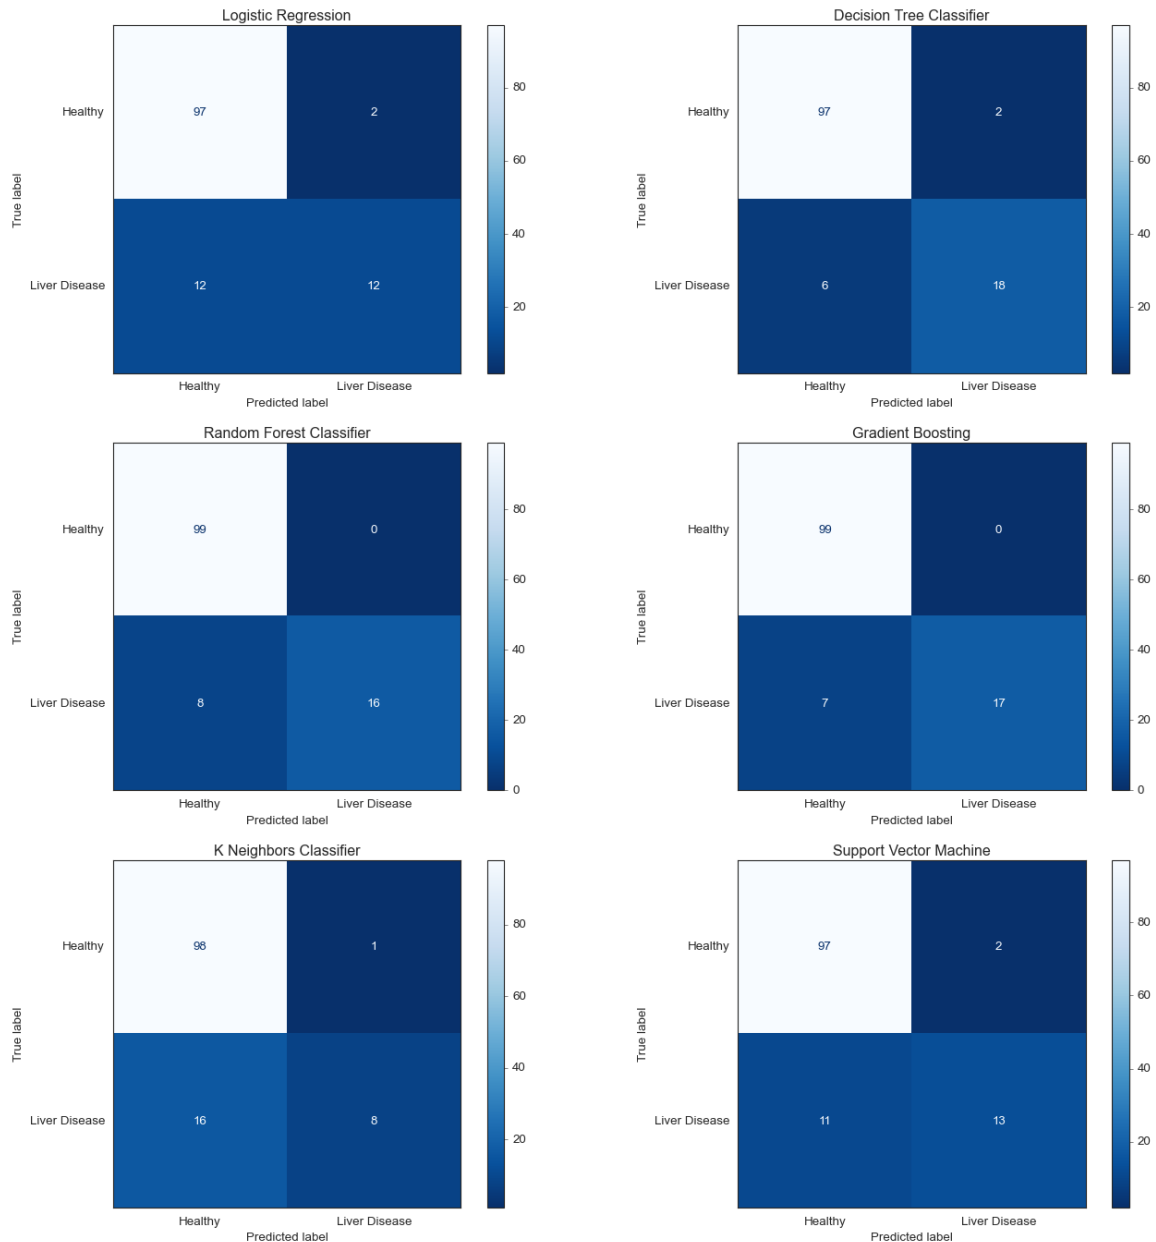 Logistic Regression
Healthy
97
2
80
60
40
20
True label
Liver Disease
12
12
Healthy
Liver Disease
Predicted label
Decision Tree Classifier
Healthy
97
2
80
60
40
20
True label
Liver Disease
6
18
Healthy
Liver Disease
Predicted label
Random Forest Classifier
Healthy
99
0
80
60
40
20
0
True label
Liver Disease
8
16
Healthy
Liver Disease
Predicted label
Gradient Boosting
Healthy
99
0
80
60
40
20
0
True label
Liver Disease
7
17
Healthy
Liver Disease
Predicted label
K Neighbors Classifier
Healthy
98
1
80
60
40
20
True label
Liver Disease
16
8
Healthy
Liver Disease
Predicted label
Support Vector Machine
Healthy
97
2
80
60
40
20
True label
Liver Disease
11
13
Healthy
Liver Disease
Predicted label